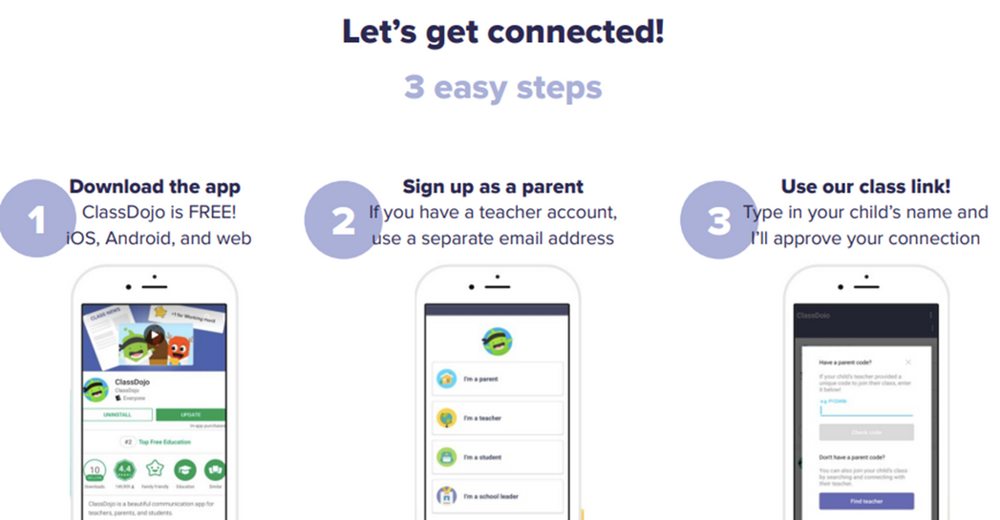 Let's get connected!
3 easy steps
1
Download the app
ClassDojo is FREE!
iOS, Android, and web
2
Sign up as a parent
If you have a teacher account,
use a separate email address
3
Use our class link!
Type in your child's name and
I'll approve your connection
CLASS NEWS
+1 for Working Hard
ClassDojo
ClassDojo
Everyone
UNINSTALL
UPDATE
In-app purchases
#2 Top Free Education
10
4.4
Downloads
Family Friendly
Education
Similar
ClassDojo is a beautiful communication app for
teachers, parents, and students.
I'm a parent
I'm a teacher
I'm a student
I'm a school leader
ClassDojo
Have a parent code?
If your child's teacher provided a
unique code to join their class, enter
it below!
Check code
Don't have a parent code?
You can also join your child's class
by searching and connecting with
their teacher.
Find teacher